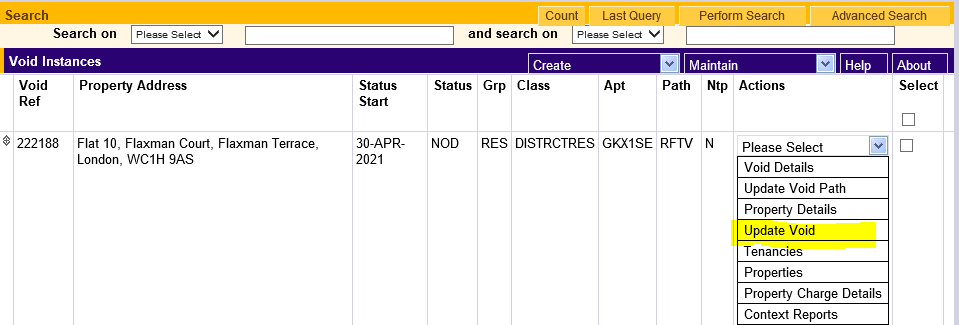 Search Count Last Query Perform Search Advanced Search
Search on Please Select and search on Please Select
Void Instances Create Maintain Help About
Void Ref Property Address Status Start Status Grp Class Apt Path Ntp Actions Select
222188 Flat 10, Flaxman Court, Flaxman Terrace, 30-APR- NOD RES DISTRCTRES GKX1SE RFTV N Please Select
London, WC1H 9AS 2021
Void Details
Update Void Path
Property Details
Update Void
Tenancies
Properties
Property Charge Details
Context Reports